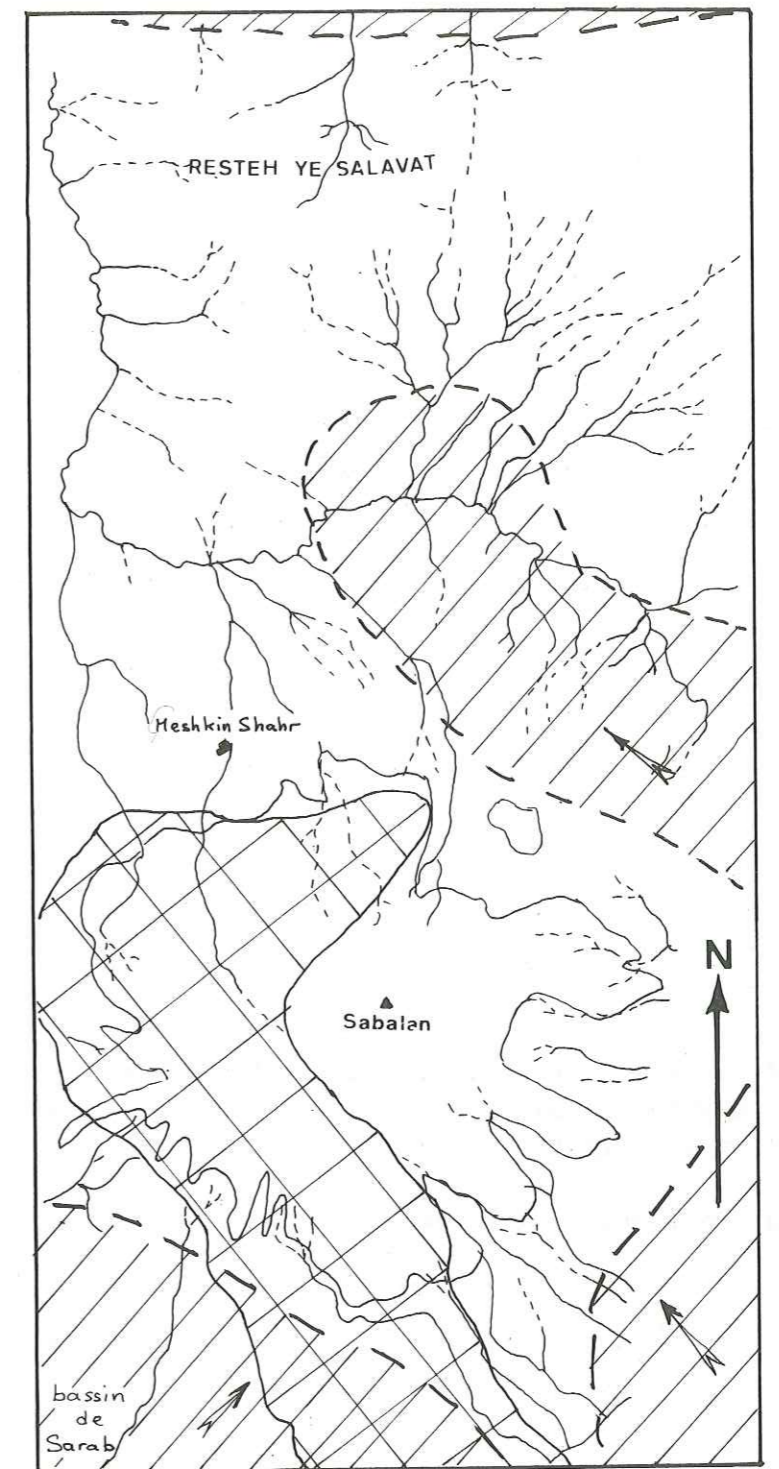 RESTEH YE SALAVAT
Meshkin Shahr
N
Sabalan
bassin
de
Sarab